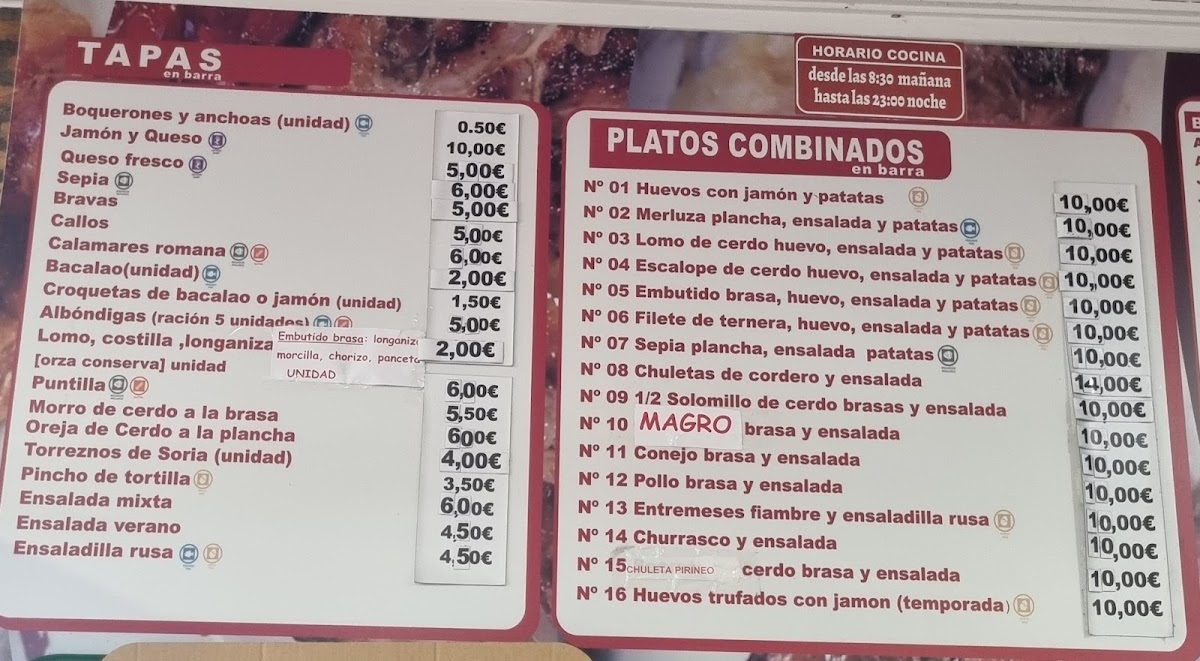 TAPAS
en barra
Boquerones y anchoas (unidad) 0.50€
Jamón y Queso 10,00€
Queso fresco 5,00€
Sepia 6,00€
Bravas 5,00€
Callos 5,00€
Calamares romana 6,00€
Bacalao(unidad) 2,00€
Croquetas de bacalao o jamón (unidad) 1,50€
Albóndigas (ración 5 unidades) 5,00€
Lomo, costilla ,longaniza 2,00€
Embutido brasa: longaniza
morcilla, chorizo, panceta
UNIDAD
[orza conserva] unidad
Puntilla 6,00€
Morro de cerdo a la brasa 5,50€
Oreja de Cerdo a la plancha 600€
Torreznos de Soria (unidad) 4,00€
Pincho de tortilla 3,50€
Ensalada mixta 6,00€
Ensalada verano 4,50€
Ensaladilla rusa 4,50€
HORARIO COCINA
desde las 8:30 mañana
hasta las 23:00 noche
PLATOS COMBINADOS
en barra
Nº 01 Huevos con jamón y patatas 10,00€
Nº 02 Merluza plancha, ensalada y patatas 10,00€
Nº 03 Lomo de cerdo huevo, ensalada y patatas 10,00€
Nº 04 Escalope de cerdo huevo, ensalada y patatas 10,00€
Nº 05 Embutido brasa, huevo, ensalada y patatas 10,00€
Nº 06 Filete de ternera, huevo, ensalada y patatas 10,00€
Nº 07 Sepia plancha, ensalada patatas 10,00€
Nº 08 Chuletas de cordero y ensalada 14,00€
Nº 09 1/2 Solomillo de cerdo brasas y ensalada 10,00€
Nº 10 MAGRO brasa y ensalada 10,00€
Nº 11 Conejo brasa y ensalada 10,00€
Nº 12 Pollo brasa y ensalada 10,00€
Nº 13 Entremeses fiambre y ensaladilla rusa 10,00€
Nº 14 Churrasco y ensalada 10,00€
Nº 15 CHULETA PIRINEO cerdo brasa y ensalada 10,00€
Nº 16 Huevos trufados con jamon (temporada) 10,00€